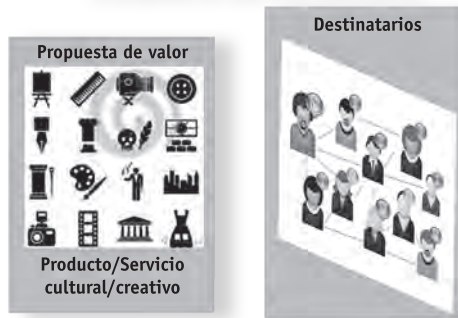 Propuesta de valor
Producto/Servicio
cultural/creativo
Destinatarios